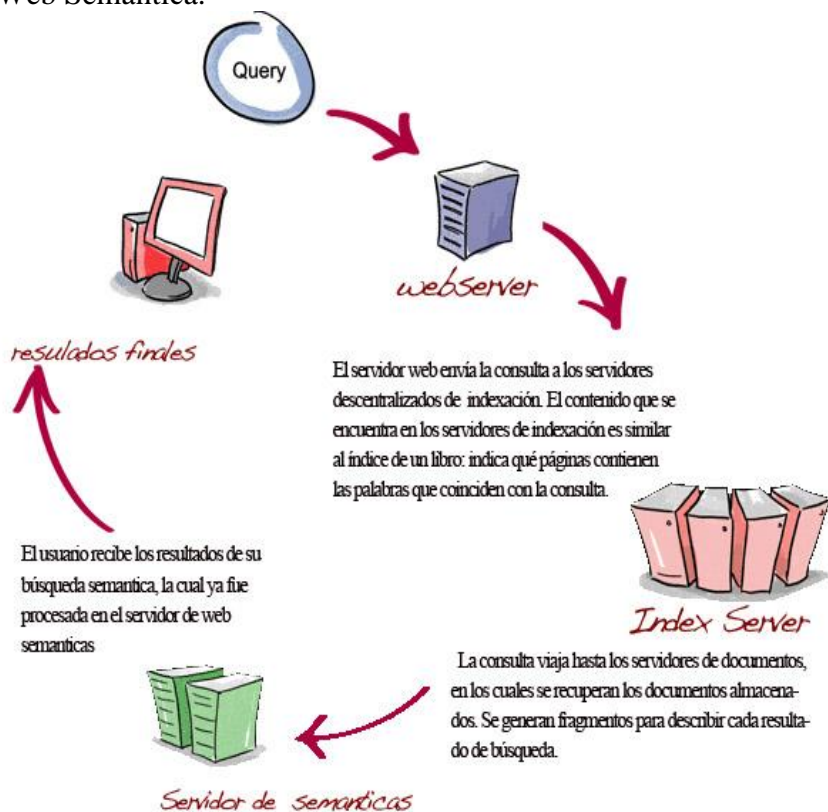 Web Semántica.
Query
webserver
resulados finales
El servidor web envía la consulta a los servidores
descentralizados de indexación. El contenido que se
encuentra en los servidores de indexación es similar
al índice de un libro: indica qué páginas contienen
las palabras que coinciden con la consulta.
Index Server
El usuario recibe los resultados de su
búsqueda semantica, la cual ya fue
procesada en el servidor de web
semanticas
La consulta viaja hasta los servidores de documentos,
en los cuales se recuperan los documentos almacena-
dos. Se generan fragmentos para describir cada resulta-
do de búsqueda.
Servidor de semanticas